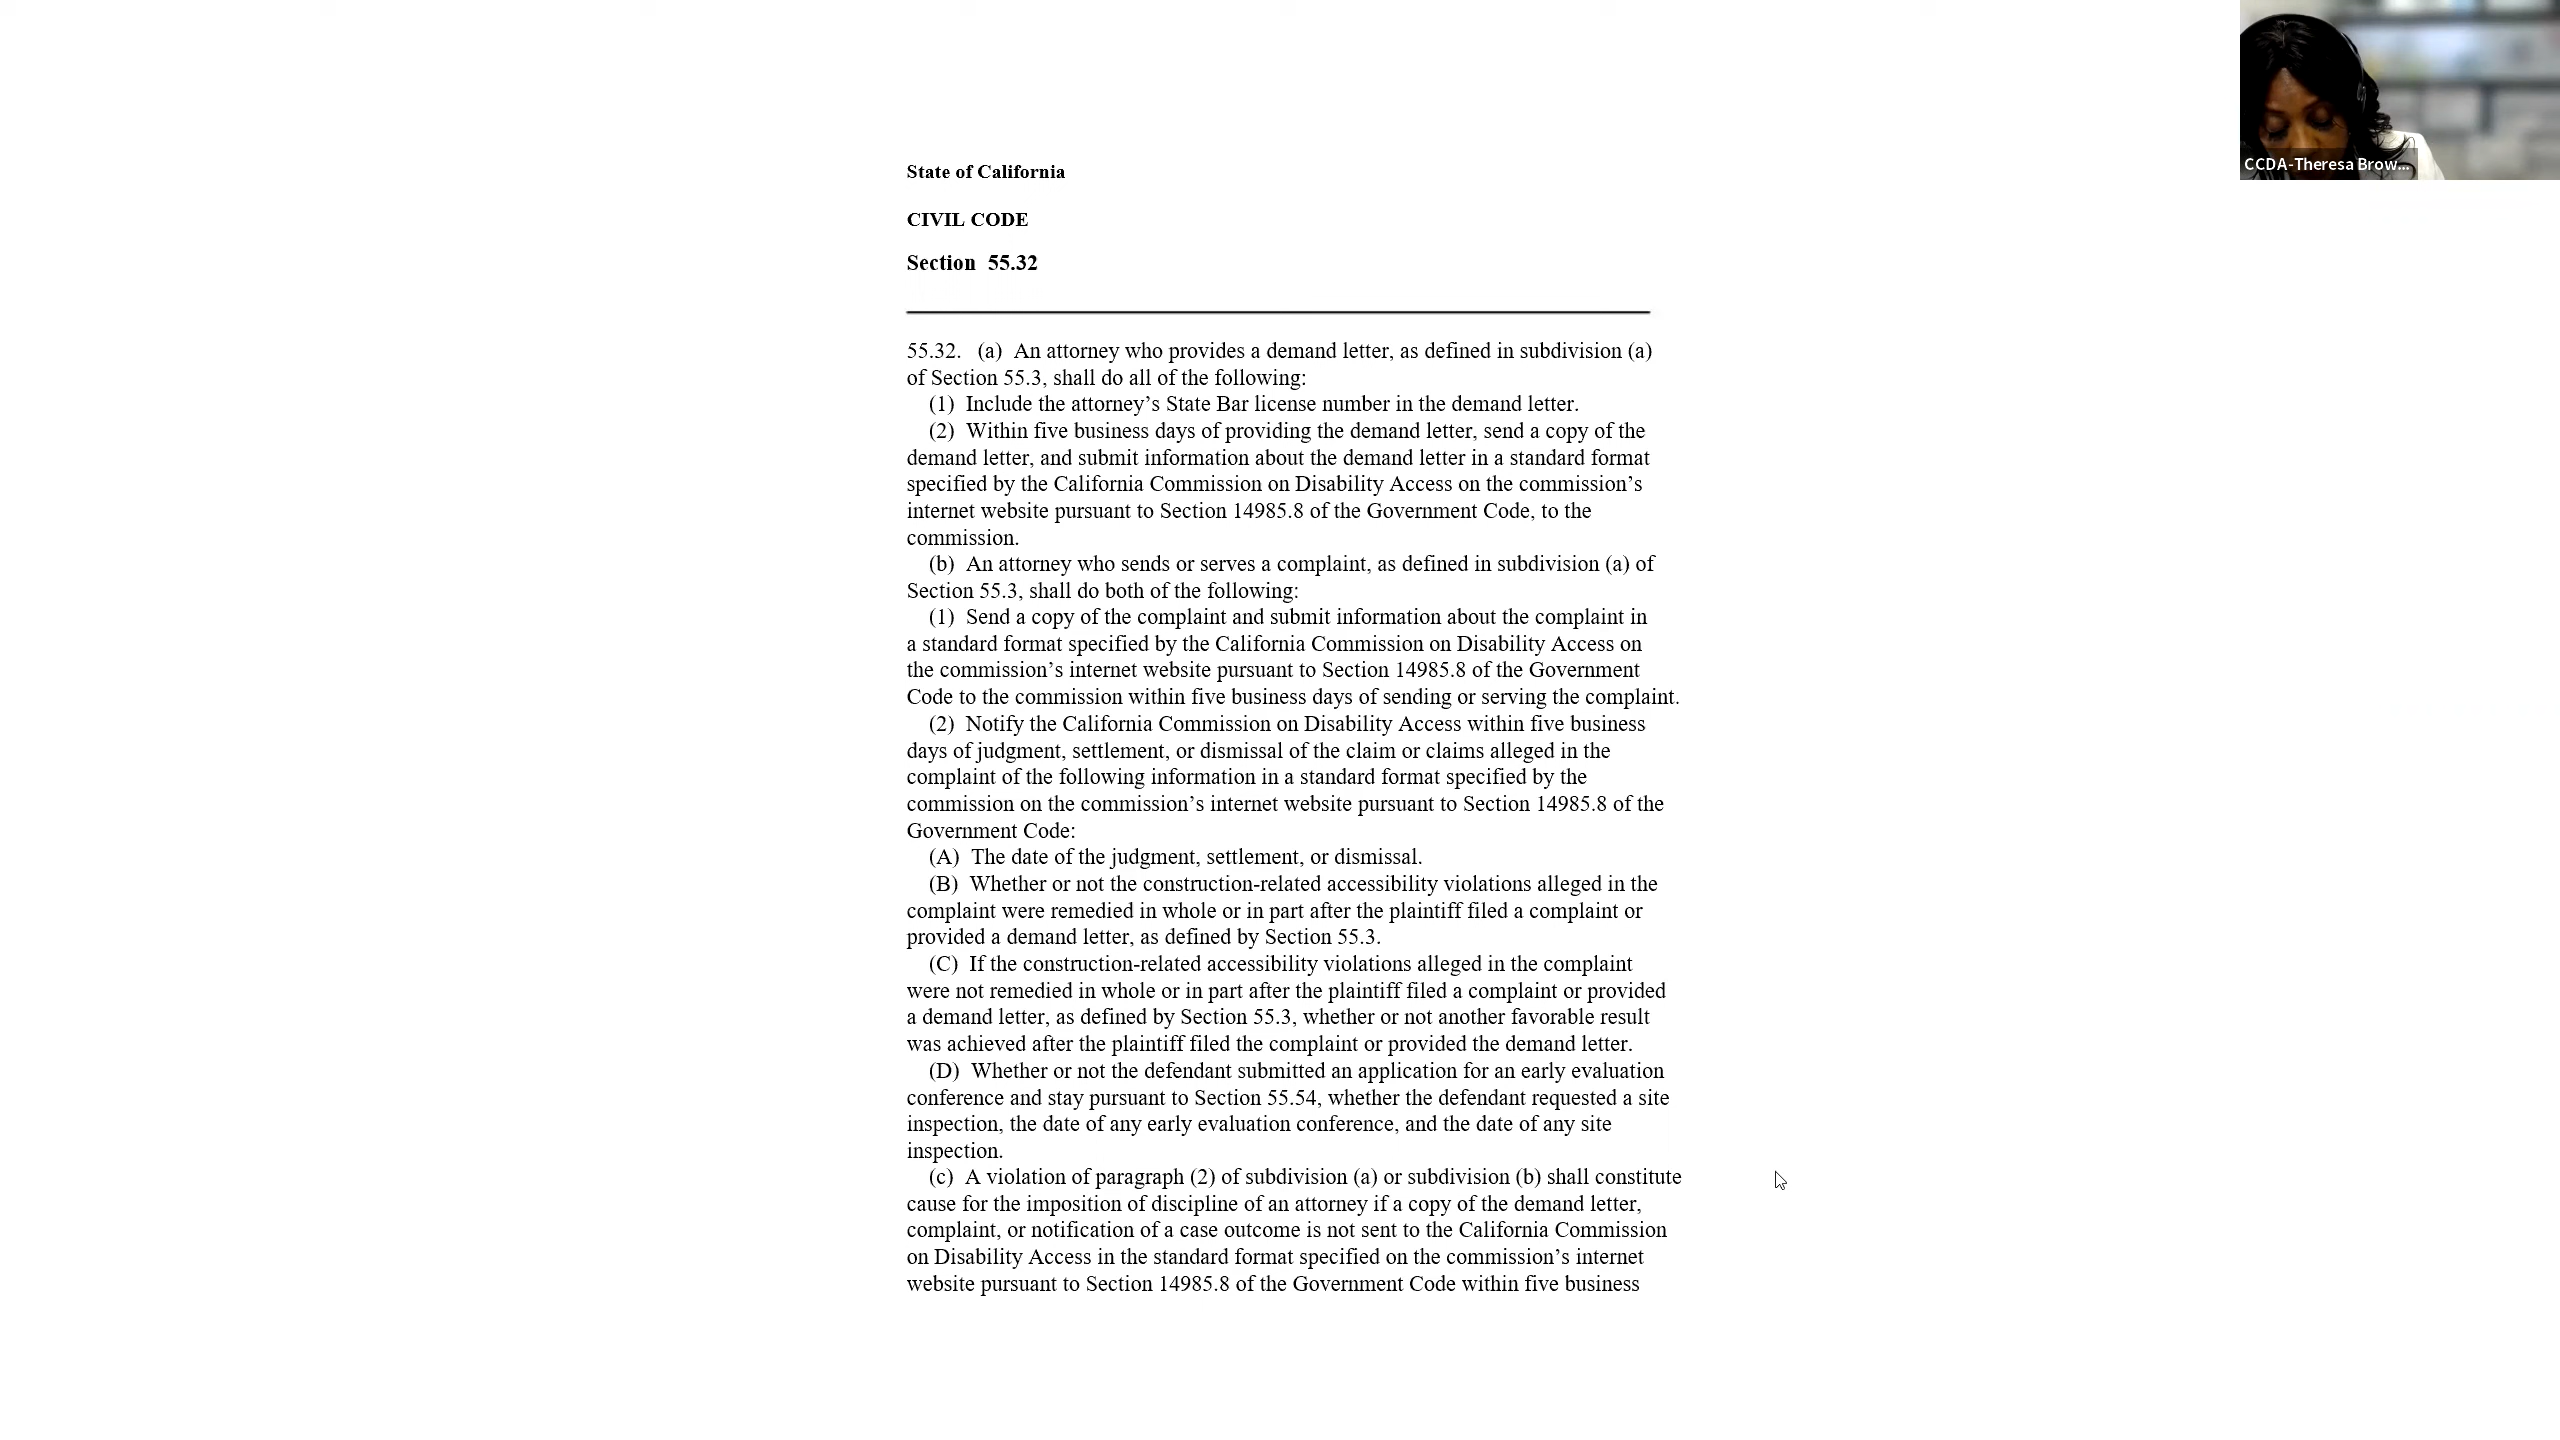 State of California
CIVIL CODE
Section 55.32
55.32. (a) An attorney who provides a demand letter, as defined in subdivision (a)
of Section 55.3, shall do all of the following:
(1) Include the attorney’s State Bar license number in the demand letter.
(2) Within five business days of providing the demand letter, send a copy of the
demand letter, and submit information about the demand letter in a standard format
specified by the California Commission on Disability Access on the commission’s
internet website pursuant to Section 14985.8 of the Government Code, to the
commission.
(b) An attorney who sends or serves a complaint, as defined in subdivision (a) of
Section 55.3, shall do both of the following:
(1) Send a copy of the complaint and submit information about the complaint in
a standard format specified by the California Commission on Disability Access on
the commission’s internet website pursuant to Section 14985.8 of the Government
Code to the commission within five business days of sending or serving the complaint.
(2) Notify the California Commission on Disability Access within five business
days of judgment, settlement, or dismissal of the claim or claims alleged in the
complaint of the following information in a standard format specified by the
commission on the commission’s internet website pursuant to Section 14985.8 of the
Government Code:
(A) The date of the judgment, settlement, or dismissal.
(B) Whether or not the construction-related accessibility violations alleged in the
complaint were remedied in whole or in part after the plaintiff filed a complaint or
provided a demand letter, as defined by Section 55.3.
(C) If the construction-related accessibility violations alleged in the complaint
were not remedied in whole or in part after the plaintiff filed a complaint or provided
a demand letter, as defined by Section 55.3, whether or not another favorable result
was achieved after the plaintiff filed the complaint or provided the demand letter.
(D) Whether or not the defendant submitted an application for an early evaluation
conference and stay pursuant to Section 55.54, whether the defendant requested a site
inspection, the date of any early evaluation conference, and the date of any site
inspection.
(c) A violation of paragraph (2) of subdivision (a) or subdivision (b) shall constitute
cause for the imposition of discipline of an attorney if a copy of the demand letter,
complaint, or notification of a case outcome is not sent to the California Commission
on Disability Access in the standard format specified on the commission’s internet
website pursuant to Section 14985.8 of the Government Code within five business
CCDA-Theresa Brow...